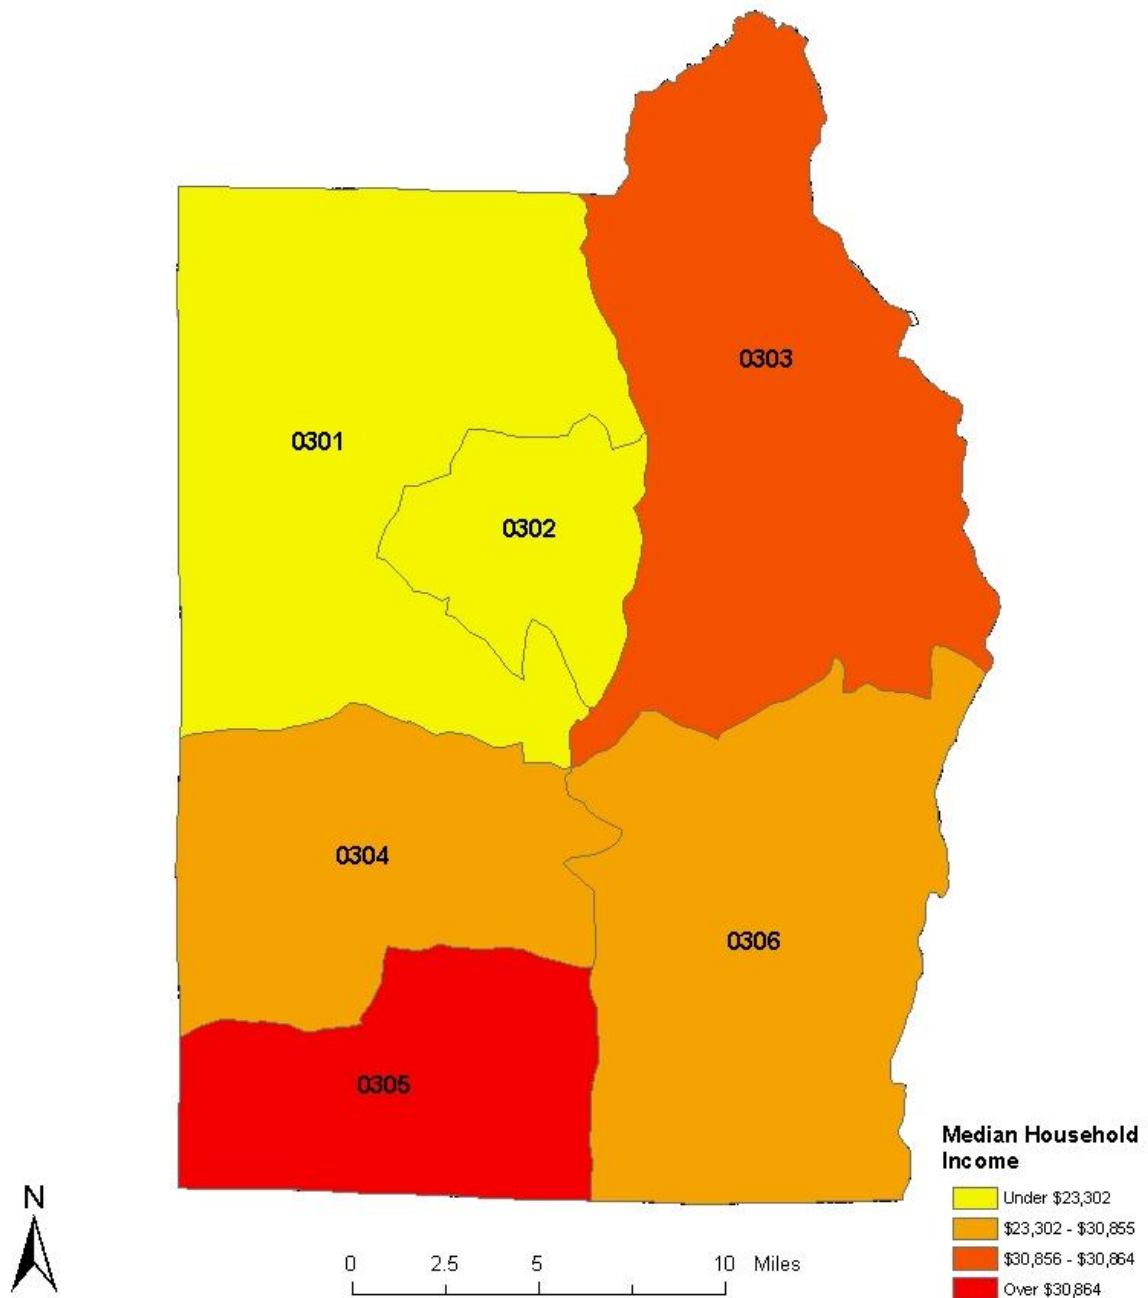 0303
0301
0302
0304
0306
0305
Median Household
Income
Under $23,302
$23,302 - $30,855
$30,856 - $30,864
Over $30,864
N
0 2.5 5 10 Miles